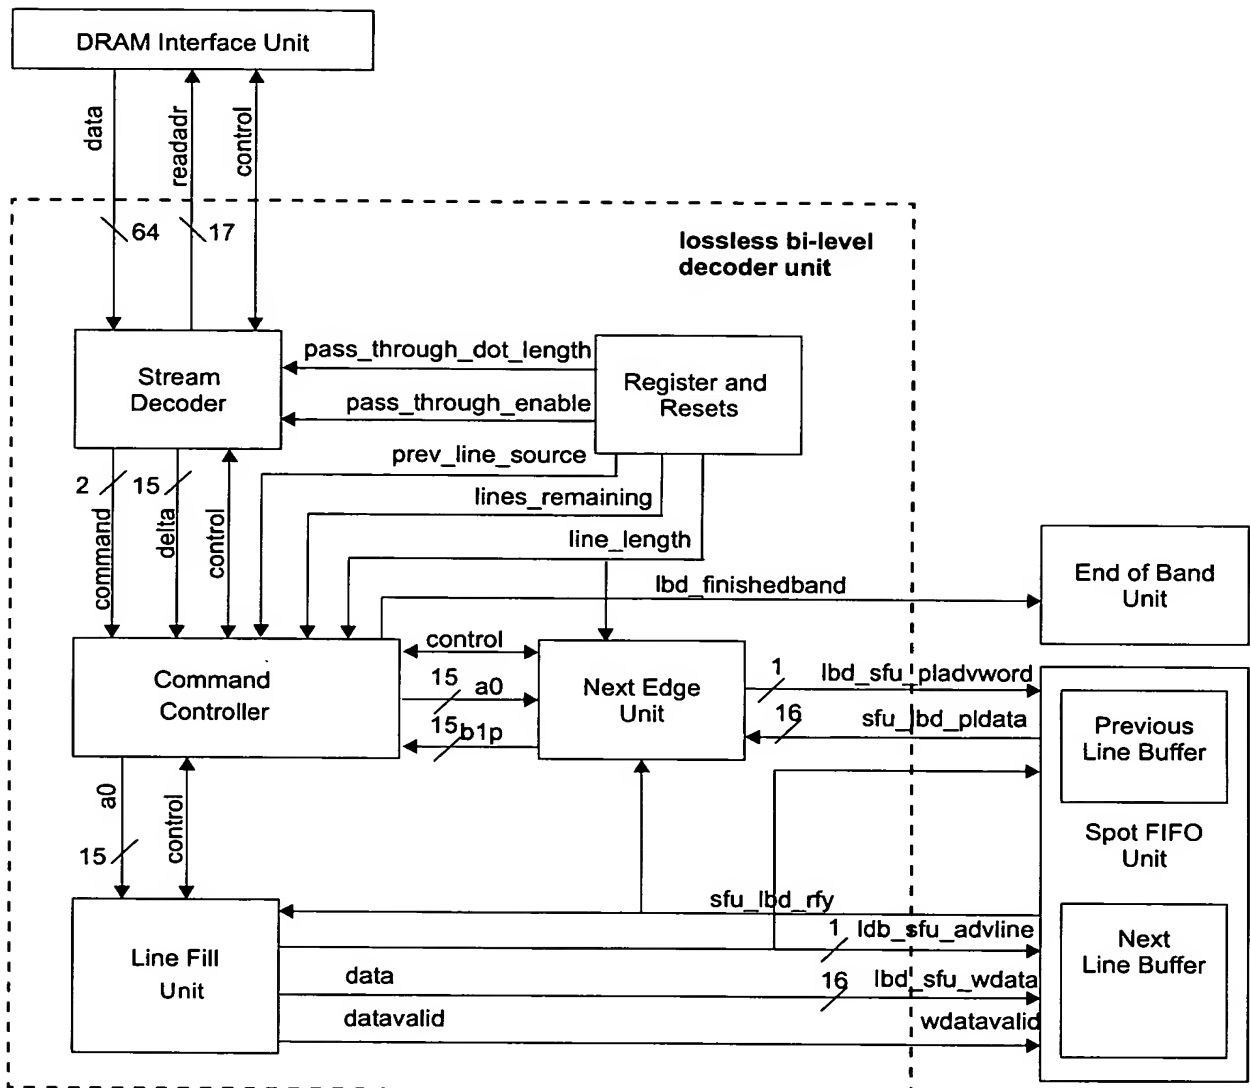 DRAM Interface Unit
data
readadr
control
64
17
lossless bi-level
decoder unit
Stream
Decoder
pass_through_dot_length
pass_through_enable
Register and
Resets
prev_line_source
lines_remaining
line_length
2
15
command
delta
control
lbd_finishedband
End of Band
Unit
Command
Controller
control
15
a0
15
b1p
Next Edge
Unit
1
lbd_sfu_pladvword
16
sfu_lbd_pldata
Previous
Line Buffer
Spot FIFO
Unit
a0
15
control
sfu_lbd_rfy
1
ldb_sfu_advline
Next
Line Buffer
Line Fill
Unit
data
16
lbd_sfu_wdata
datavalid
wdatavalid